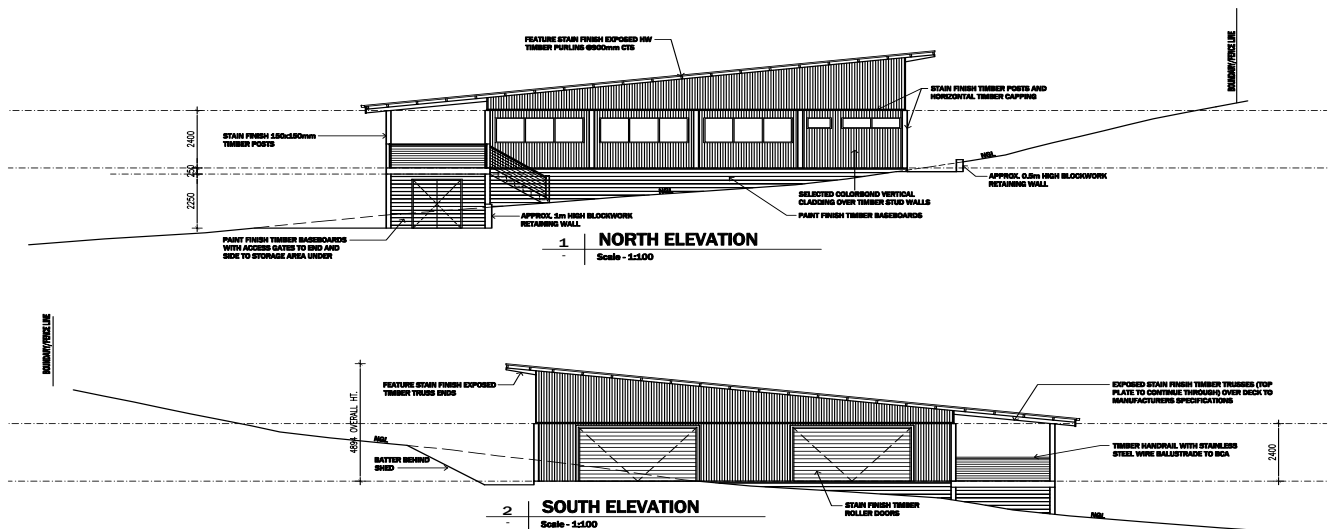 FEATURE STAIN FINISH EXPOSED HW
TIMBER PURLINS @900mm CTS
BOUNDARY/FENCE LINE
STAIN FINISH TIMBER POSTS AND
HORIZONTAL TIMBER CAPPING
STAIN FINISH 150x150mm
TIMBER POSTS
2400
250
2250
NGL
NGL
APPROX. 0.5m HIGH BLOCKWORK
RETAINING WALL
SELECTED COLORBOND VERTICAL
CLADDING OVER TIMBER STUD WALLS
PAINT FINISH TIMBER BASEBOARDS
APPROX. 1m HIGH BLOCKWORK
RETAINING WALL
PAINT FINISH TIMBER BASEBOARDS
WITH ACCESS GATES TO END AND
SIDE TO STORAGE AREA UNDER
1 NORTH ELEVATION
- Scale - 1:100
BOUNDARY/FENCE LINE
FEATURE STAIN FINISH EXPOSED
TIMBER TRUSS ENDS
4894 OVERALL HT.
EXPOSED STAIN FINSIH TIMBER TRUSSES (TOP
PLATE TO CONTINUE THROUGH) OVER DECK TO
MANUFACTURERS SPECIFICATIONS
NGL
BATTER BEHIND
SHED
TIMBER HANDRAIL WITH STAINLESS
STEEL WIRE BALUSTRADE TO BCA
2400
STAIN FINISH TIMBER
ROLLER DOORS
NGL
2 SOUTH ELEVATION
- Scale - 1:100